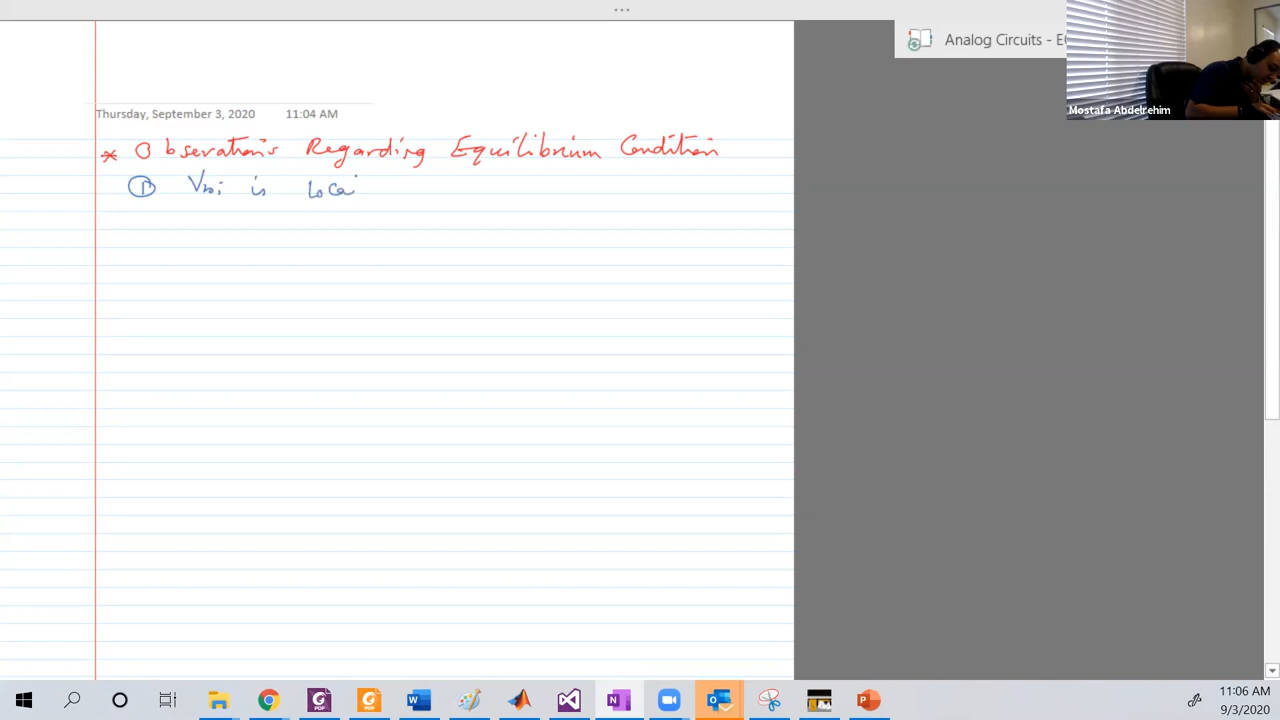 ...
Analog Circuits - E
Mostafa Abdelrehim
Thursday, September 3, 2020 11:04 AM
* Observations Regarding Equilibrium Condition
① Vbi is Loca
11:06 AM
9/3/2020